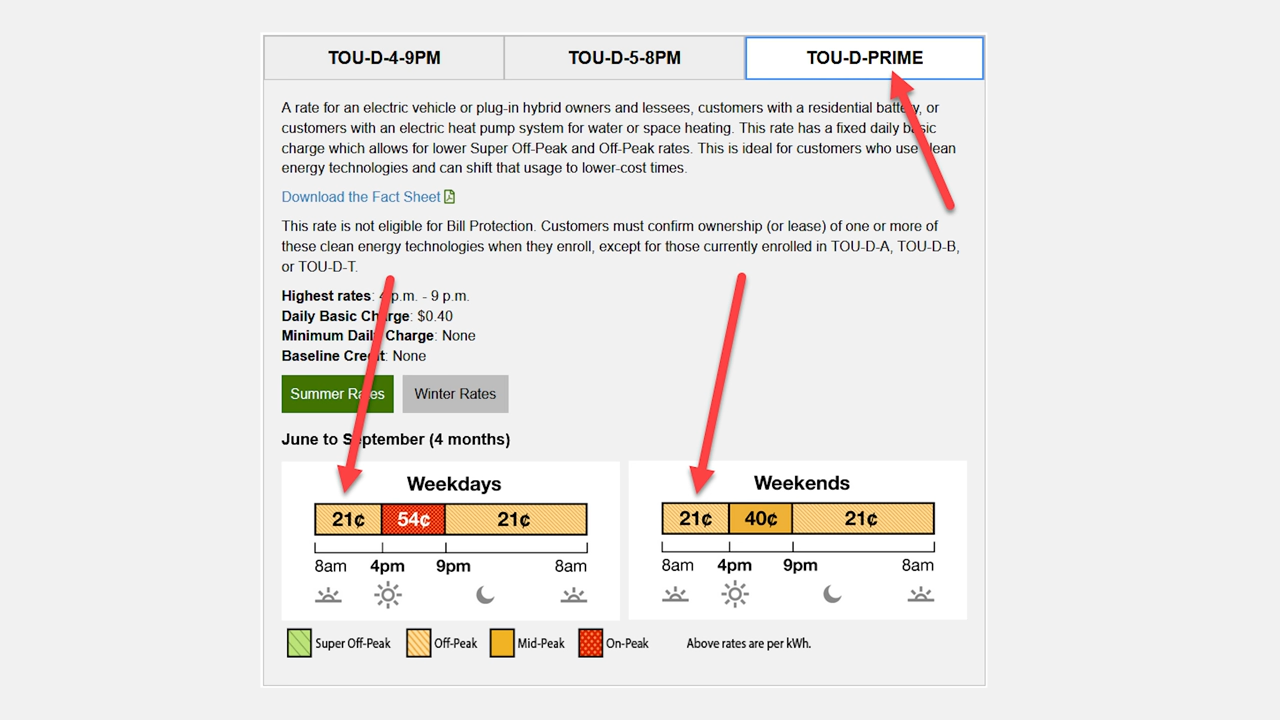 TOU-D-4-9PM TOU-D-5-8PM TOU-D-PRIME
A rate for an electric vehicle or plug-in hybrid owners and lessees, customers with a residential battery, or
customers with an electric heat pump system for water or space heating. This rate has a fixed daily basic
charge which allows for lower Super Off-Peak and Off-Peak rates. This is ideal for customers who use clean
energy technologies and can shift that usage to lower-cost times.
Download the Fact Sheet
This rate is not eligible for Bill Protection. Customers must confirm ownership (or lease) of one or more of
these clean energy technologies when they enroll, except for those currently enrolled in TOU-D-A, TOU-D-B,
or TOU-D-T.
Highest rates: 4 p.m. - 9 p.m.
Daily Basic Charge: $0.40
Minimum Daily Charge: None
Baseline Credit: None
Summer Rates Winter Rates
June to September (4 months)
Weekdays
21¢ 54¢ 21¢
8am 4pm 9pm 8am
Weekends
21¢ 40¢ 21¢
8am 4pm 9pm 8am
Super Off-Peak Off-Peak Mid-Peak On-Peak Above rates are per kWh.